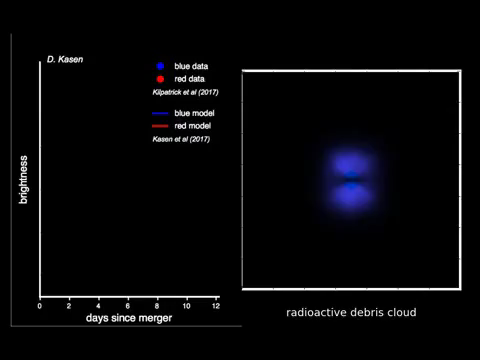 D. Kasen
blue data
red data
Kilpatrick et al (2017)
blue model
red model
Kasen et al (2017)
brightness
0 2 4 6 8 10 12
days since merger
radioactive debris cloud